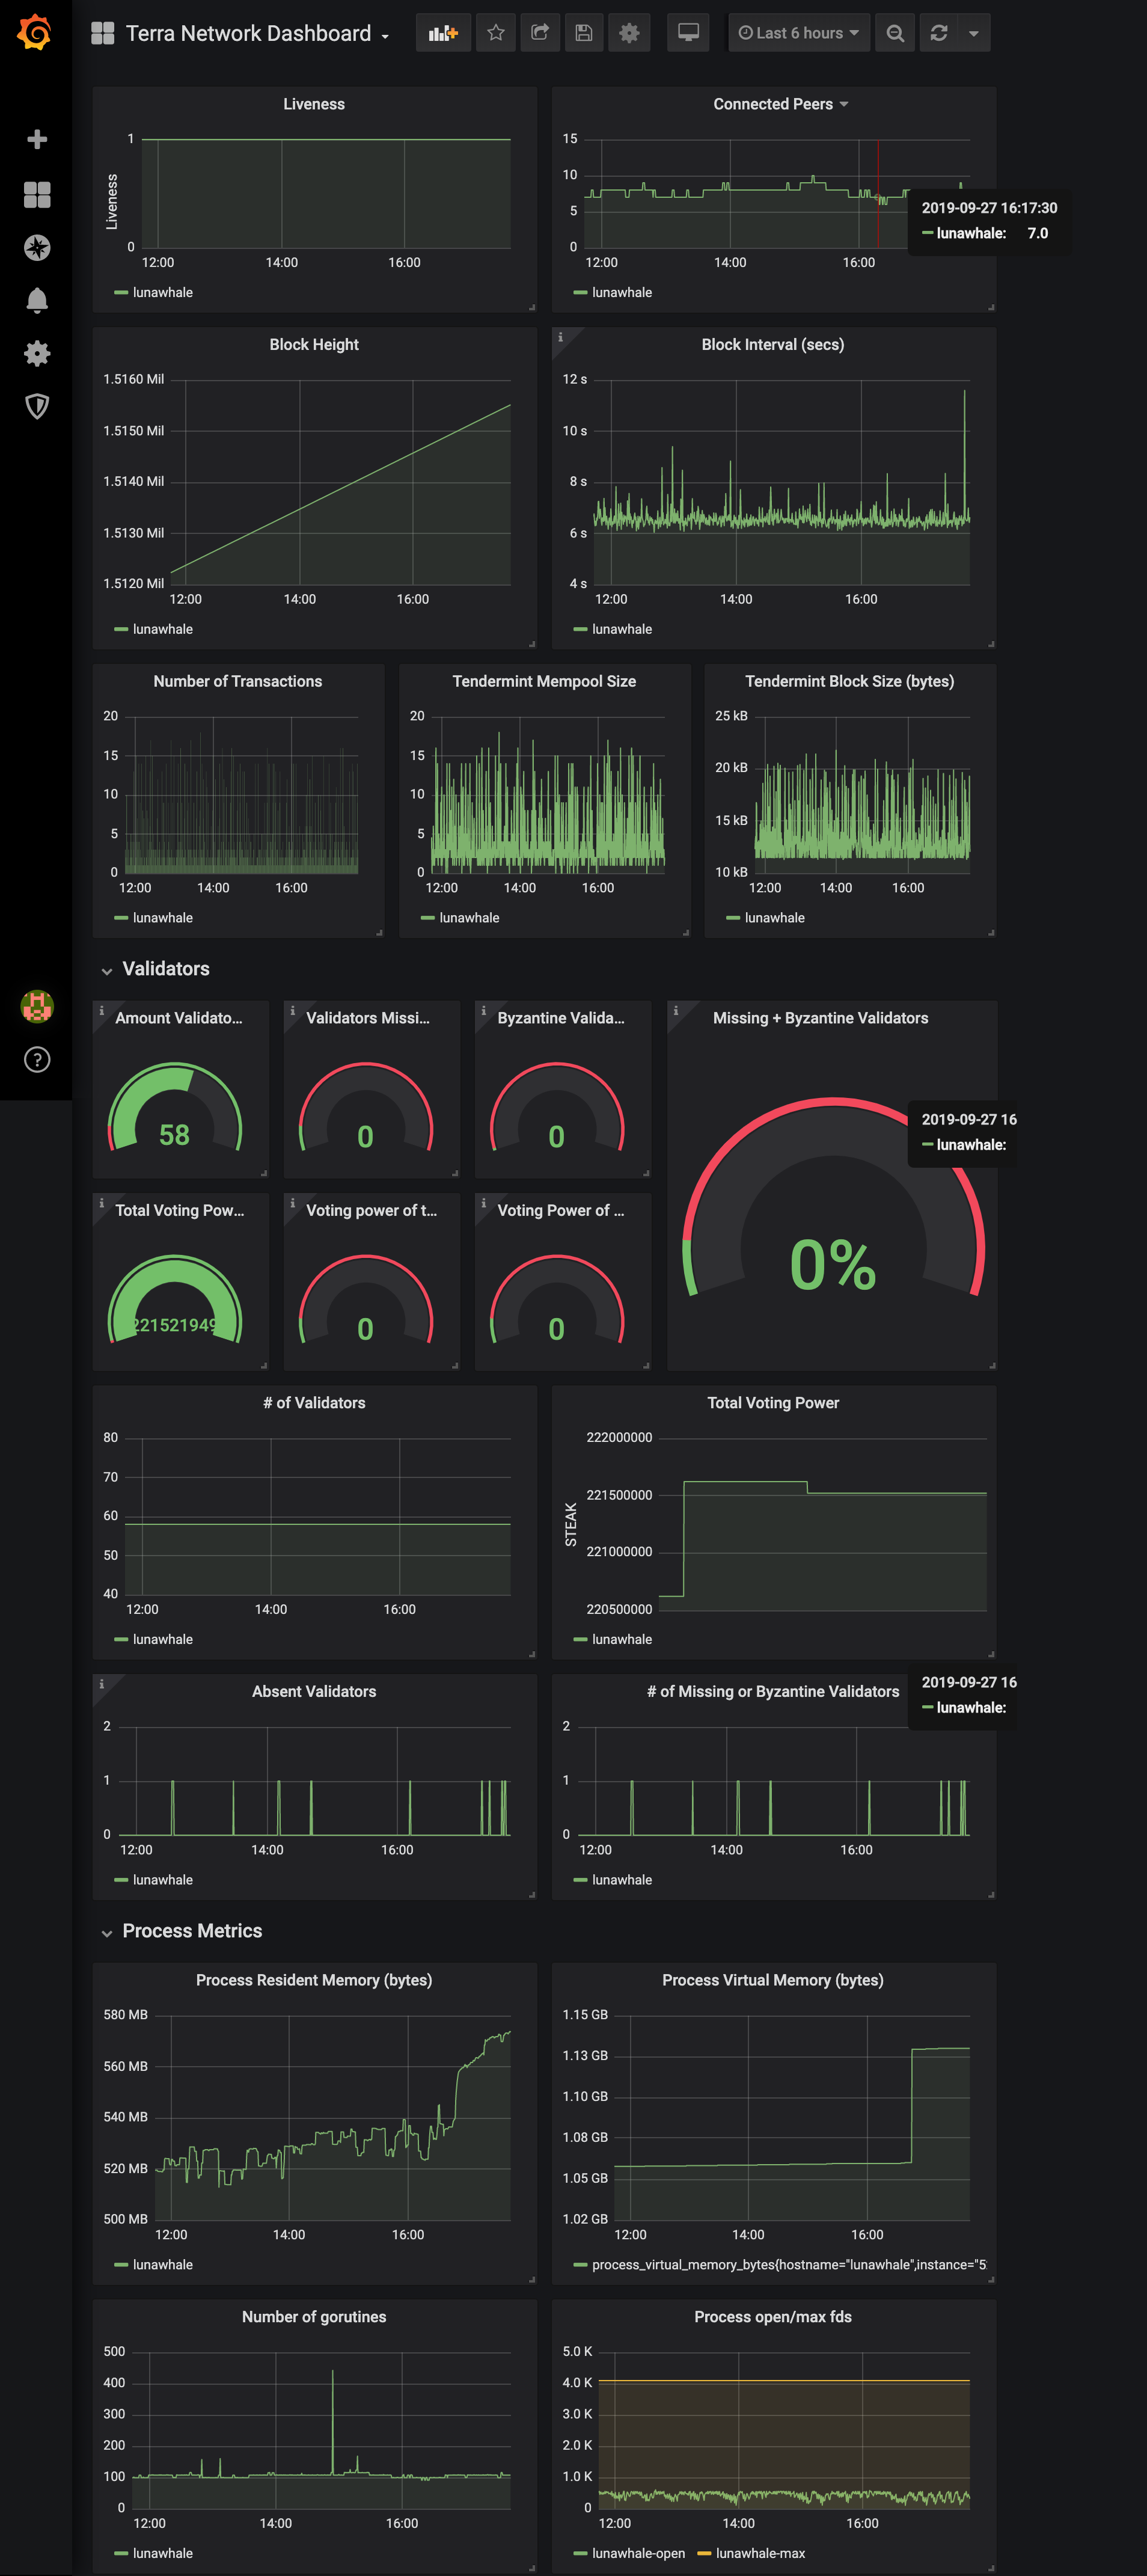 Terra Network Dashboard
Last 6 hours
Liveness
Liveness
1
0
12:00 14:00 16:00
lunawhale
Connected Peers
15
10
5
0
12:00 14:00 16:00
lunawhale
2019-09-27 16:17:30
lunawhale: 7.0
Block Height
1.5160 Mil
1.5150 Mil
1.5140 Mil
1.5130 Mil
1.5120 Mil
12:00 14:00 16:00
lunawhale
Block Interval (secs)
12 s
10 s
8 s
6 s
4 s
12:00 14:00 16:00
lunawhale
Number of Transactions
20
15
10
5
0
12:00 14:00 16:00
lunawhale
Tendermint Mempool Size
20
15
10
5
0
12:00 14:00 16:00
lunawhale
Tendermint Block Size (bytes)
25 kB
20 kB
15 kB
10 kB
12:00 14:00 16:00
lunawhale
Validators
Amount Validato...
58
Validators Missi...
0
Byzantine Valida...
0
Missing + Byzantine Validators
0%
2019-09-27 16
lunawhale:
Total Voting Pow...
221521949
Voting power of t...
0
Voting Power of ...
0
# of Validators
80
70
60
50
40
12:00 14:00 16:00
lunawhale
Total Voting Power
STEAK
222000000
221500000
221000000
220500000
lunawhale
Absent Validators
2
1
0
12:00 14:00 16:00
lunawhale
# of Missing or Byzantine Validators
2
1
0
12:00 14:00 16:00
lunawhale
2019-09-27 16
lunawhale:
Process Metrics
Process Resident Memory (bytes)
580 MB
560 MB
540 MB
520 MB
500 MB
12:00 14:00 16:00
lunawhale
Process Virtual Memory (bytes)
1.15 GB
1.13 GB
1.10 GB
1.08 GB
1.05 GB
1.02 GB
12:00 14:00 16:00
process_virtual_memory_bytes{hostname="lunawhale",instance="5
Number of gorutines
500
400
300
200
100
0
12:00 14:00 16:00
lunawhale
Process open/max fds
5.0 K
4.0 K
3.0 K
2.0 K
1.0 K
0
12:00 14:00 16:00
lunawhale-open lunawhale-max